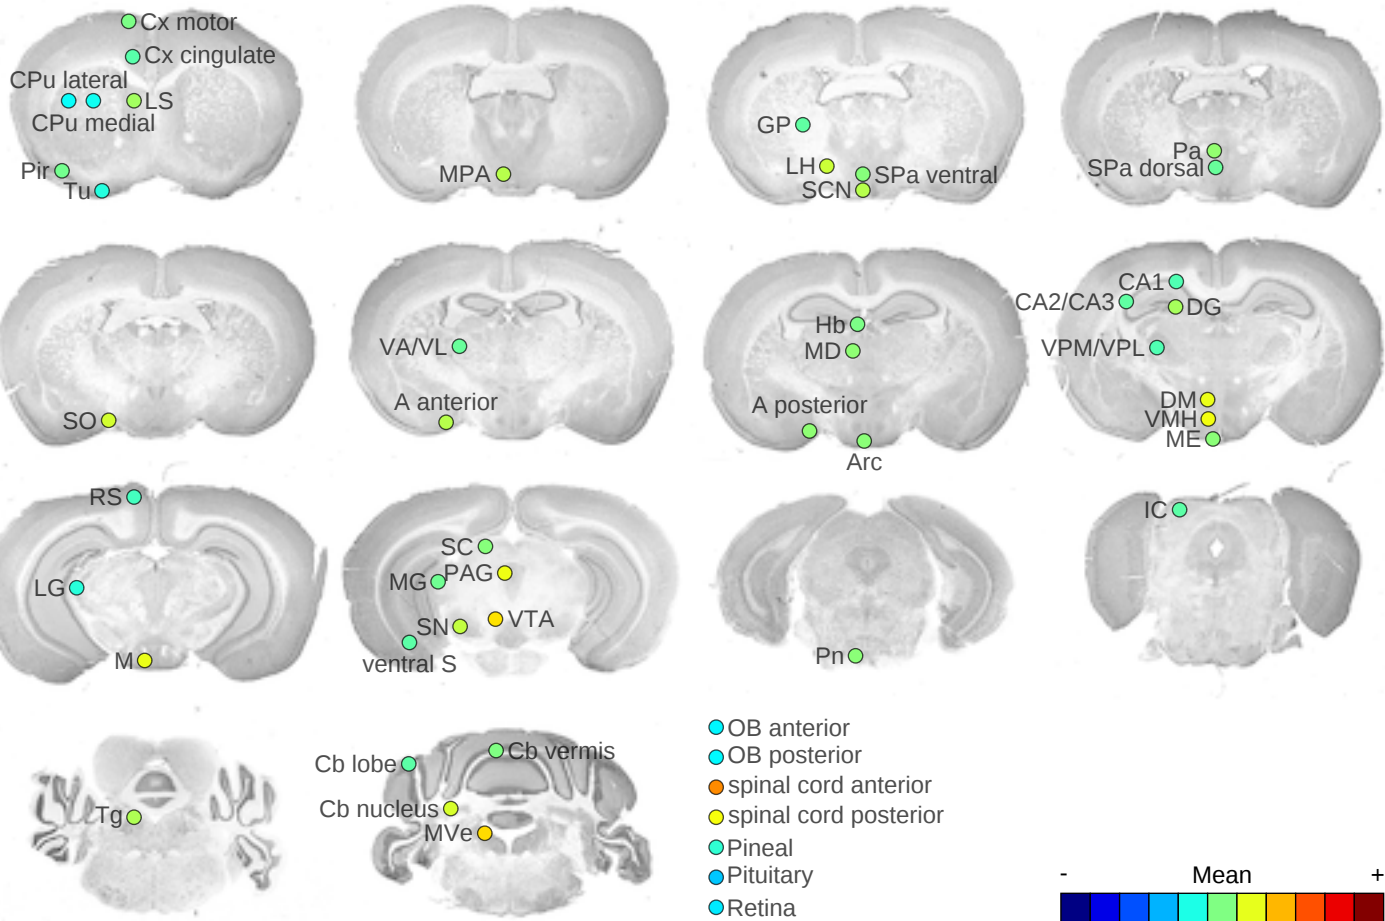 Cx motor
Cx cingulate
CPu lateral
LS
CPu medial
Pir
Tu
MPA
GP
LH
SPa ventral
SCN
Pa
SPa dorsal
SO
VA/VL
A anterior
Hb
MD
A posterior
Arc
CA1
CA2/CA3
DG
VPM/VPL
DM
VMH
ME
RS
LG
M
SC
MG
PAG
SN
VTA
ventral S
Pn
IC
Tg
Cb lobe
Cb vermis
Cb nucleus
MVe
OB anterior
OB posterior
spinal cord anterior
spinal cord posterior
Pineal
Pituitary
Retina
- Mean +